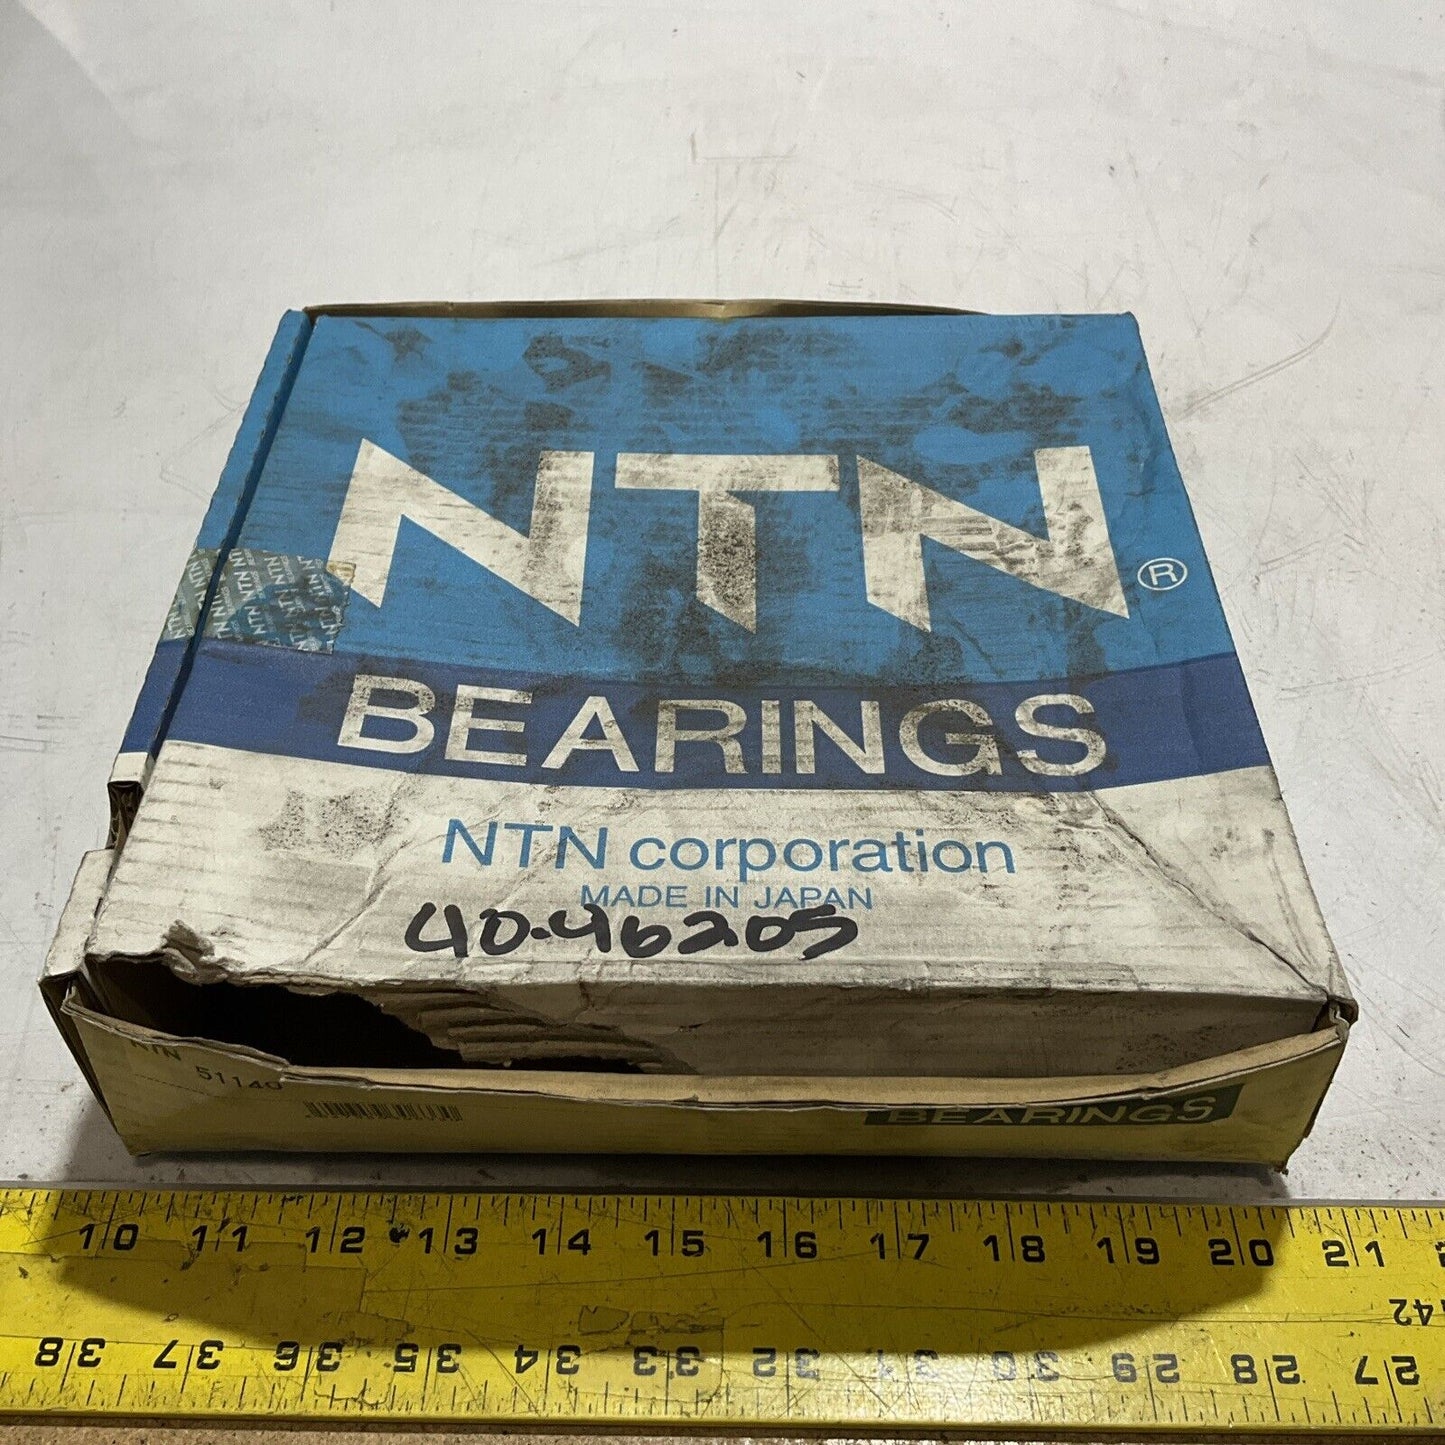 NTN®
BEARINGS
NTN corporation
MADE IN JAPAN
40-46205
NTN
51140
BEARINGS
10 11 12 13 14 15 16 17 18 19 20 21
42
38 37 36 35 34 33 32 31 30 29 28 27